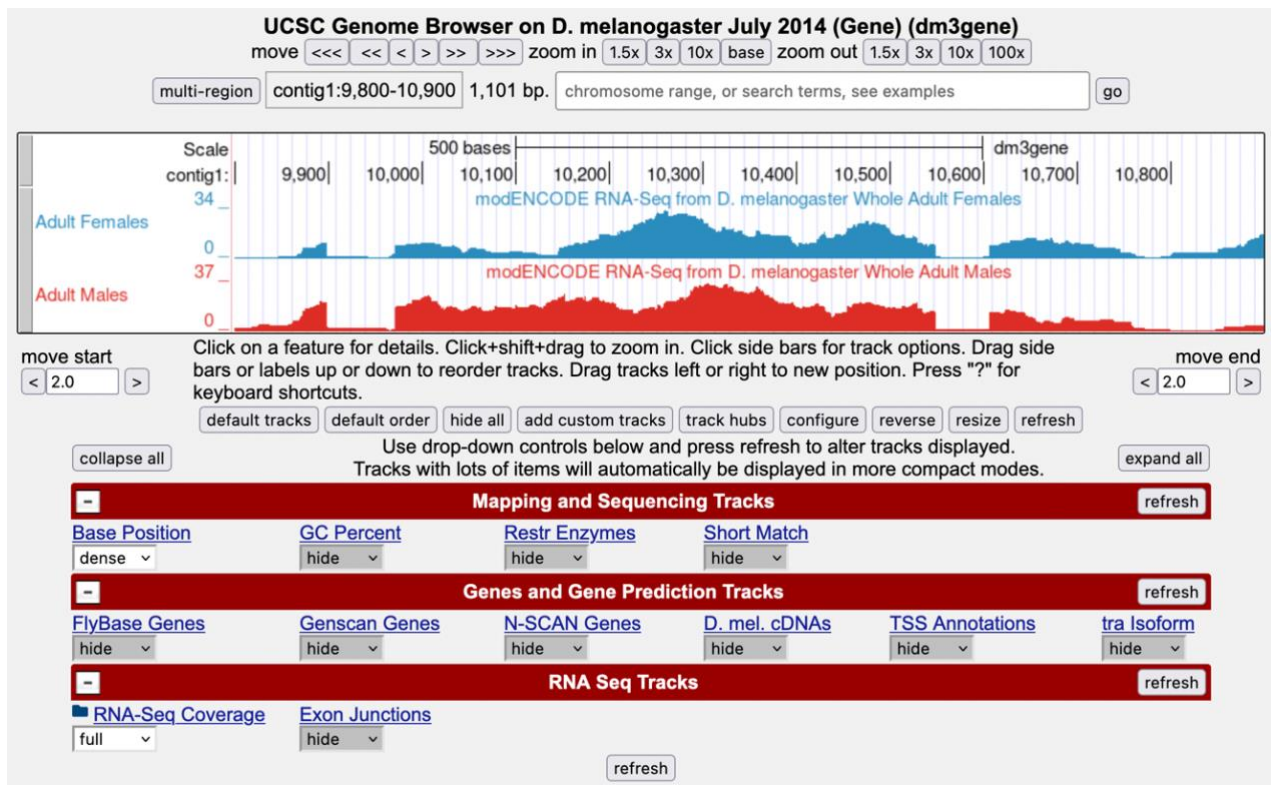 UCSC Genome Browser on D. melanogaster July 2014 (Gene) (dm3gene)
move <<< << < > >> >>> zoom in 1.5x 3x 10x base zoom out 1.5x 3x 10x 100x
multi-region contig1:9,800-10,900 1,101 bp. chromosome range, or search terms, see examples go
Scale 500 bases dm3gene
contig1: 9,900 10,000 10,100 10,200 10,300 10,400 10,500 10,600 10,700 10,800
34 modENCODE RNA-Seq from D. melanogaster Whole Adult Females
Adult Females
0
37 modENCODE RNA-Seq from D. melanogaster Whole Adult Males
Adult Males
0
move start
< 2.0 >
Click on a feature for details. Click+shift+drag to zoom in. Click side bars for track options. Drag side
bars or labels up or down to reorder tracks. Drag tracks left or right to new position. Press "?" for
keyboard shortcuts.
move end
< 2.0 >
default tracks default order hide all add custom tracks track hubs configure reverse resize refresh
collapse all
Use drop-down controls below and press refresh to alter tracks displayed.
Tracks with lots of items will automatically be displayed in more compact modes.
expand all
- Mapping and Sequencing Tracks refresh
Base Position GC Percent Restr Enzymes Short Match
dense hide hide hide
- Genes and Gene Prediction Tracks refresh
FlyBase Genes Genscan Genes N-SCAN Genes D. mel. cDNAs TSS Annotations tra Isoform
hide hide hide hide hide hide
- RNA Seq Tracks refresh
RNA-Seq Coverage Exon Junctions
full hide
refresh